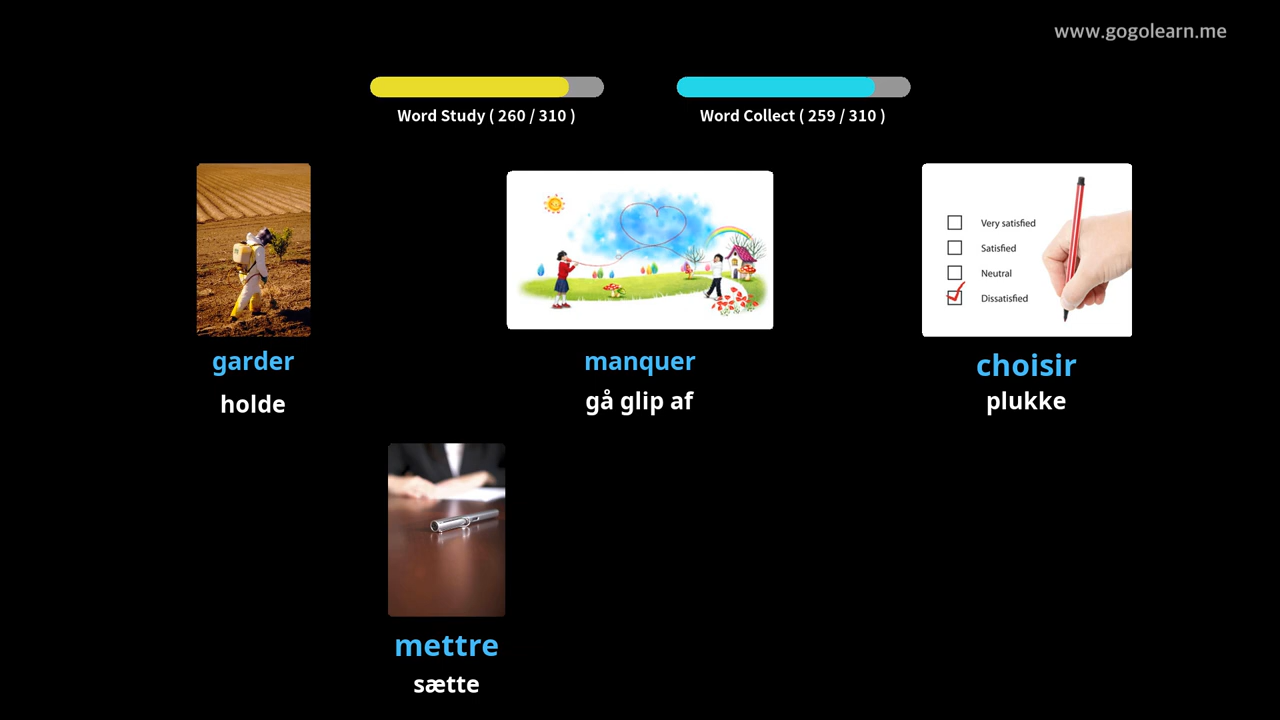 www.gogolearn.me
Word Study ( 260 / 310 )
Word Collect ( 259 / 310 )
Very satisfied
Satisfied
Neutral
Dissatisfied
garder
manquer
choisir
holde
gå glip af
plukke
mettre
sætte